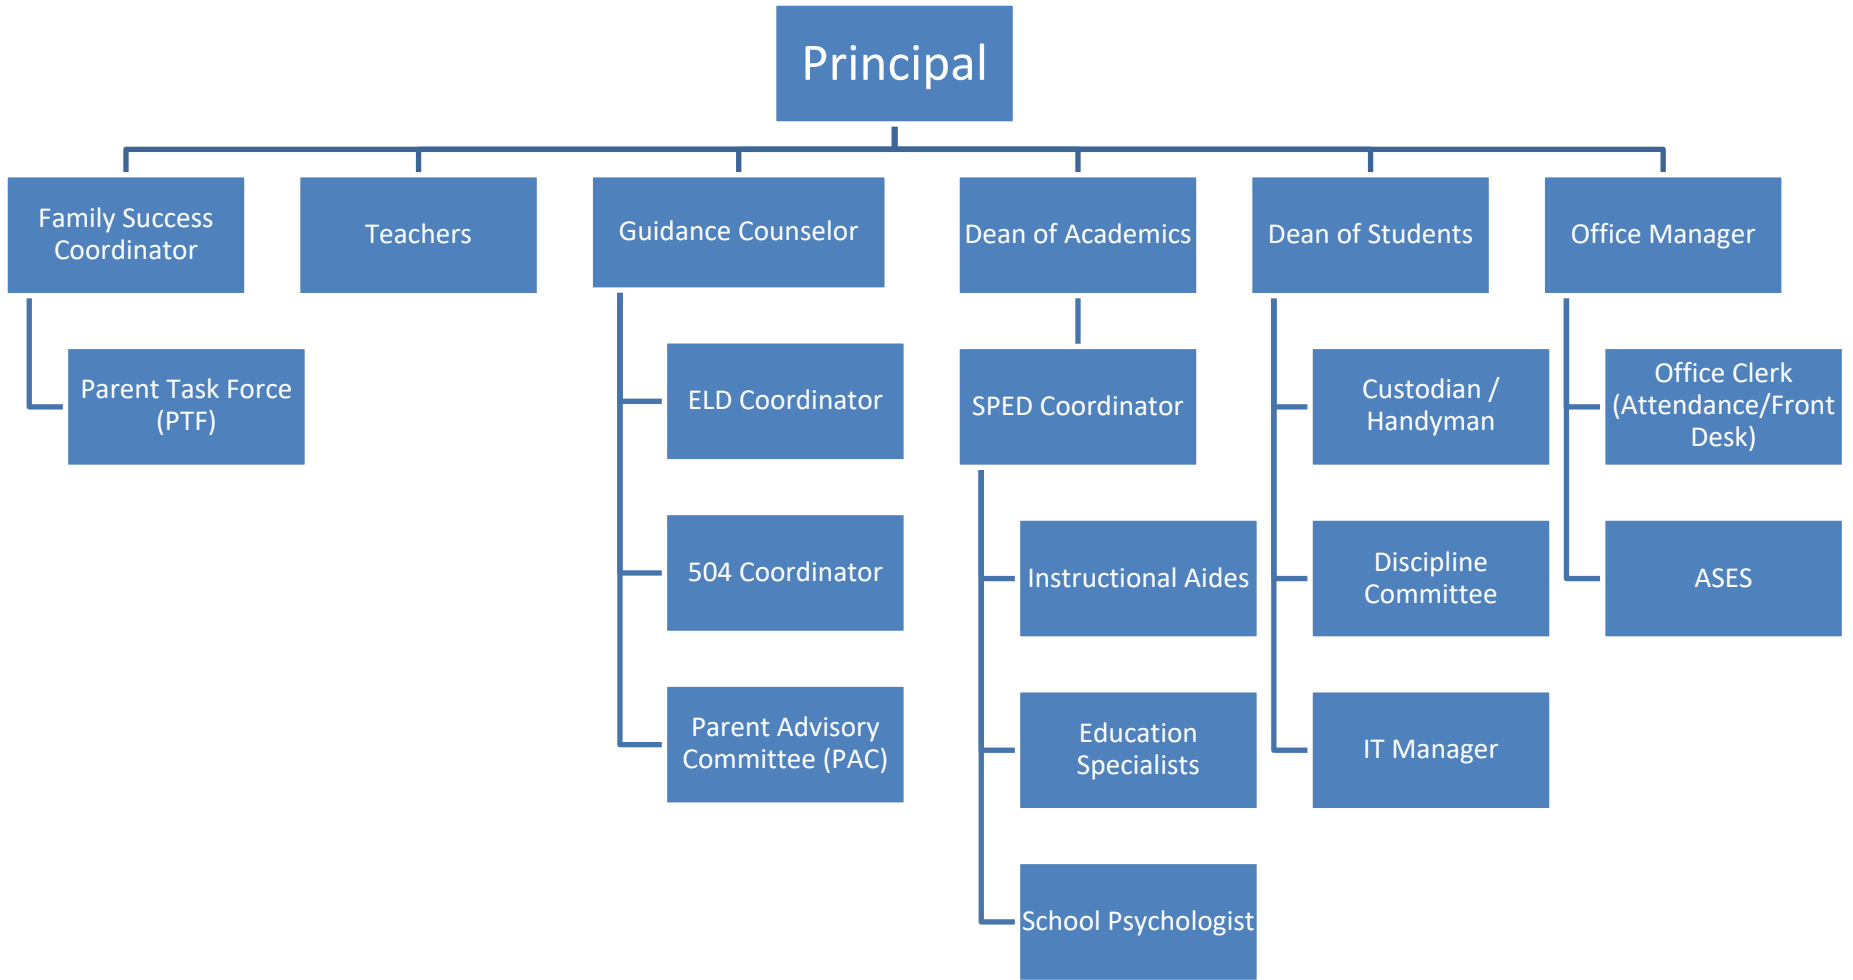 Principal
Family Success
Coordinator
Teachers
Guidance Counselor
Dean of Academics
Dean of Students
Office Manager
Parent Task Force
(PTF)
ELD Coordinator
SPED Coordinator
Custodian /
Handyman
Office Clerk
(Attendance/Front
Desk)
504 Coordinator
Instructional Aides
Discipline
Committee
ASES
Parent Advisory
Committee (PAC)
Education
Specialists
IT Manager
School Psychologist